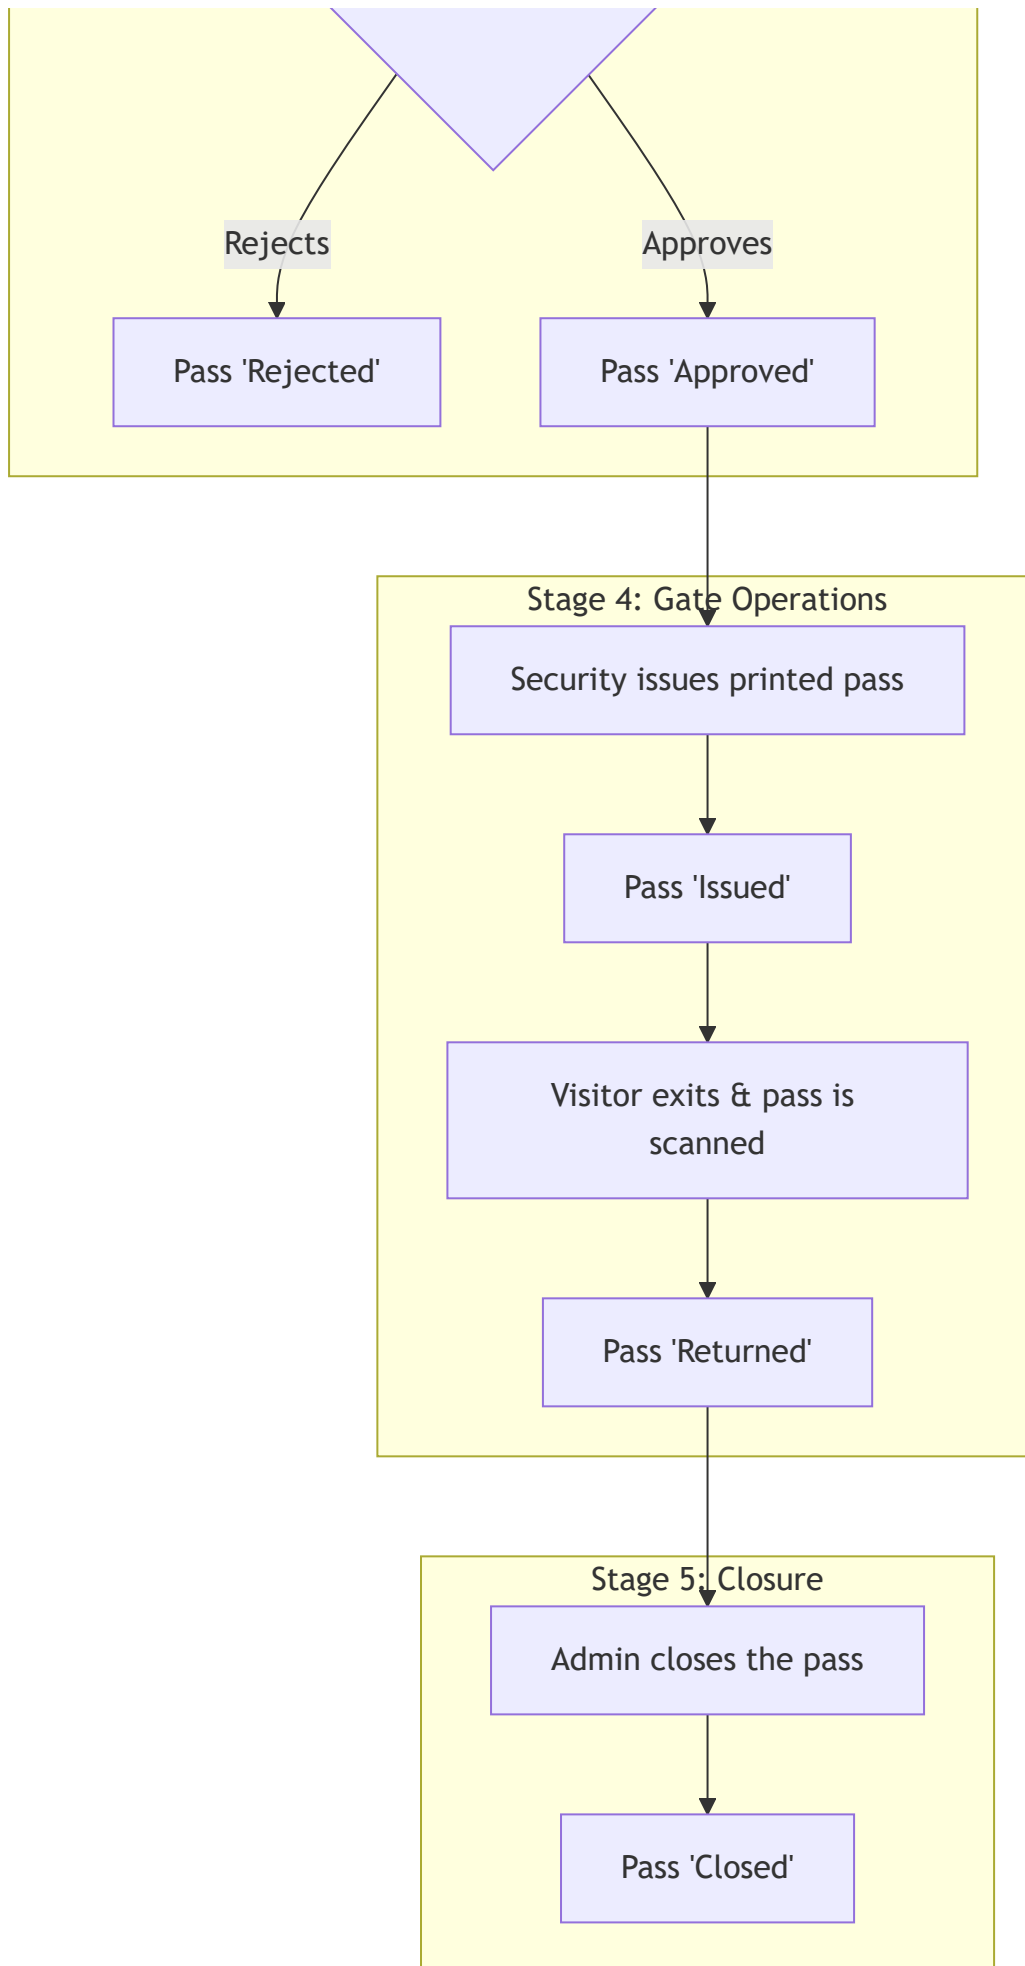 Rejects
Approves
Pass 'Rejected'
Pass 'Approved'
Stage 4: Gate Operations
Security issues printed pass
Pass 'Issued'
Visitor exits & pass is
scanned
Pass 'Returned'
Stage 5: Closure
Admin closes the pass
Pass 'Closed'